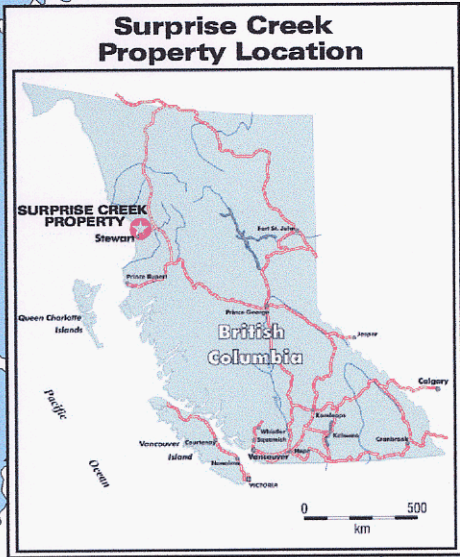 Surprise Creek
Property Location
SURPRISE CREEK
PROPERTY
Stewart
Fort St. John
Prince Rupert
Queen Charlotte
Islands
Prince George
British
Columbia
Jasper
Pacific
Ocean
Calgary
Kamloops
Whistler
Squamish
Kelowna
Cranbrook
Vancouver
Island
Courtenay
Vancouver
Hope
Nanaimo
VICTORIA
0 500
km